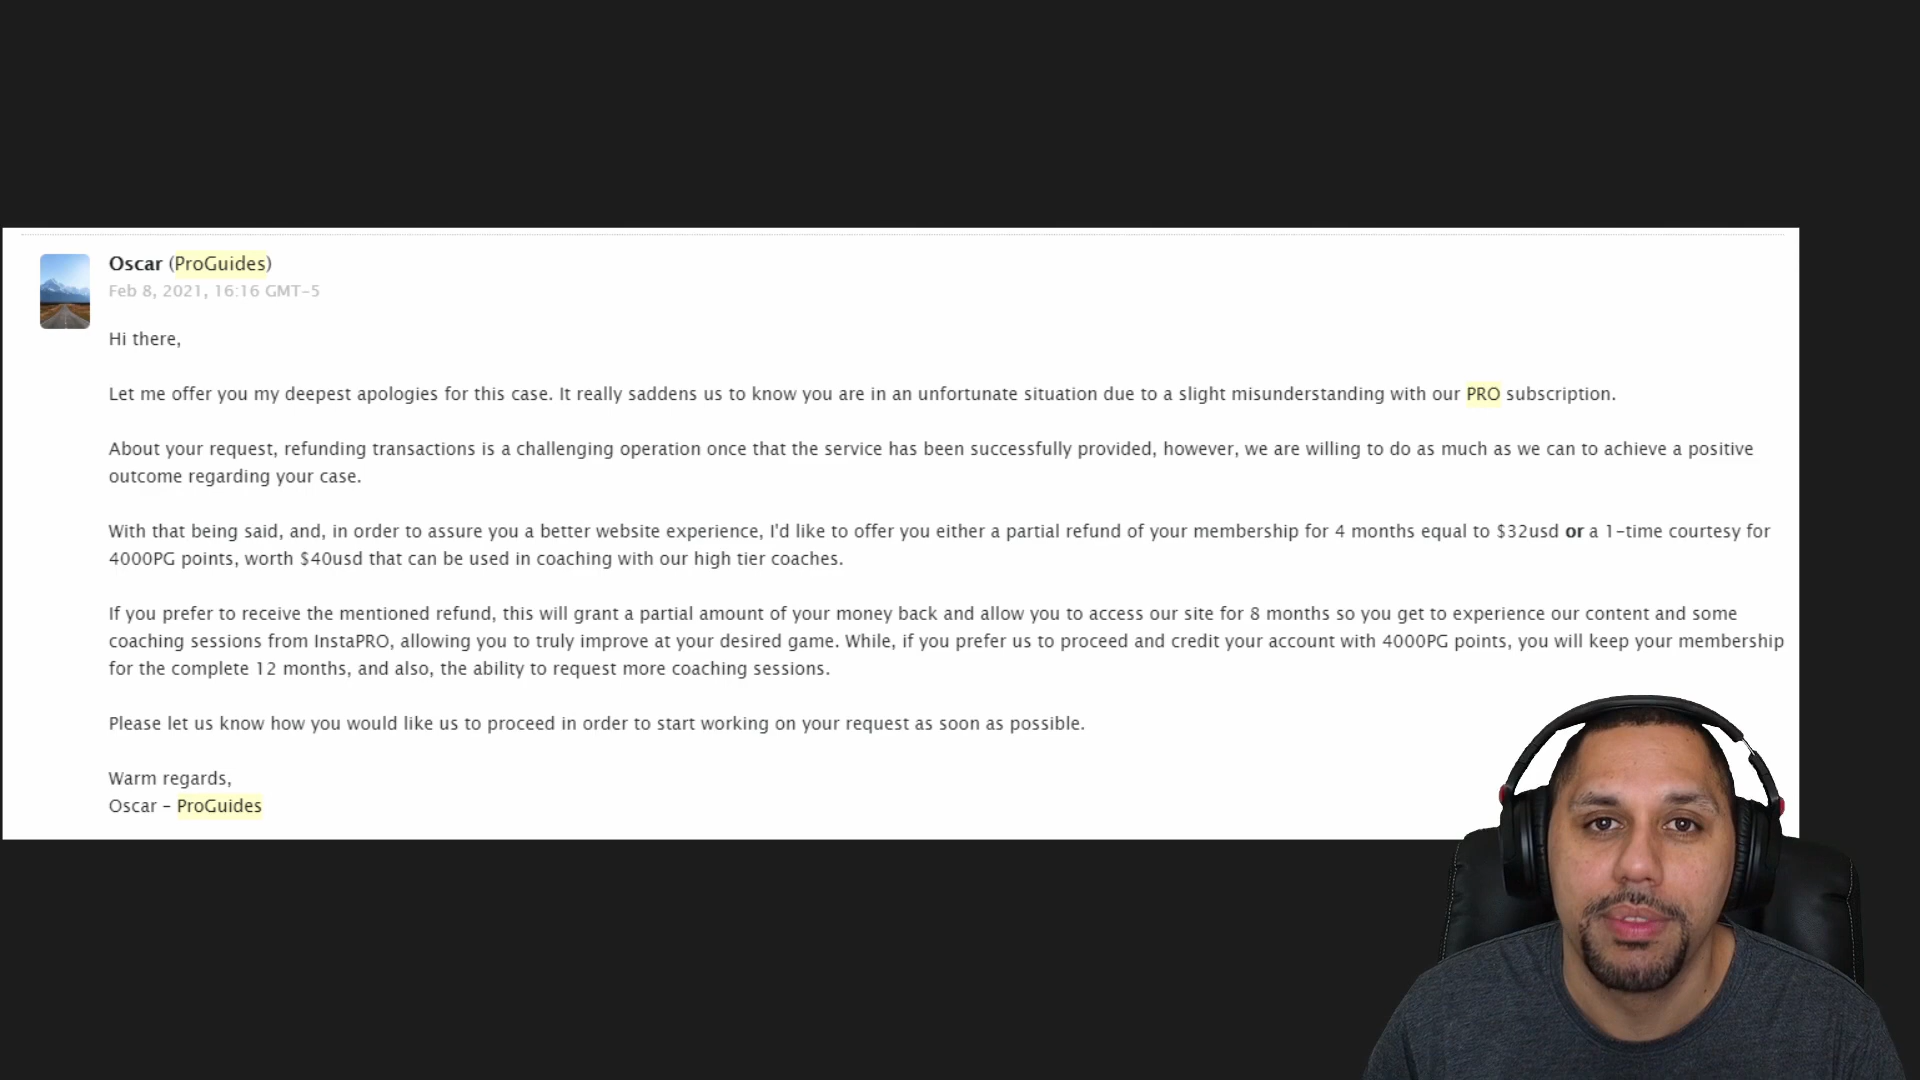 Oscar (ProGuides)
Feb 8, 2021, 16:16 GMT-5
Hi there,
Let me offer you my deepest apologies for this case. It really saddens us to know you are in an unfortunate situation due to a slight misunderstanding with our PRO subscription.
About your request, refunding transactions is a challenging operation once that the service has been successfully provided, however, we are willing to do as much as we can to achieve a positive
outcome regarding your case.
With that being said, and, in order to assure you a better website experience, I'd like to offer you either a partial refund of your membership for 4 months equal to $32usd or a 1-time courtesy for
4000PG points, worth $40usd that can be used in coaching with our high tier coaches.
If you prefer to receive the mentioned refund, this will grant a partial amount of your money back and allow you to access our site for 8 months so you get to experience our content and some
coaching sessions from InstaPRO, allowing you to truly improve at your desired game. While, if you prefer us to proceed and credit your account with 4000PG points, you will keep your membership
for the complete 12 months, and also, the ability to request more coaching sessions.
Please let us know how you would like us to proceed in order to start working on your request as soon as possible.
Warm regards,
Oscar – ProGuides